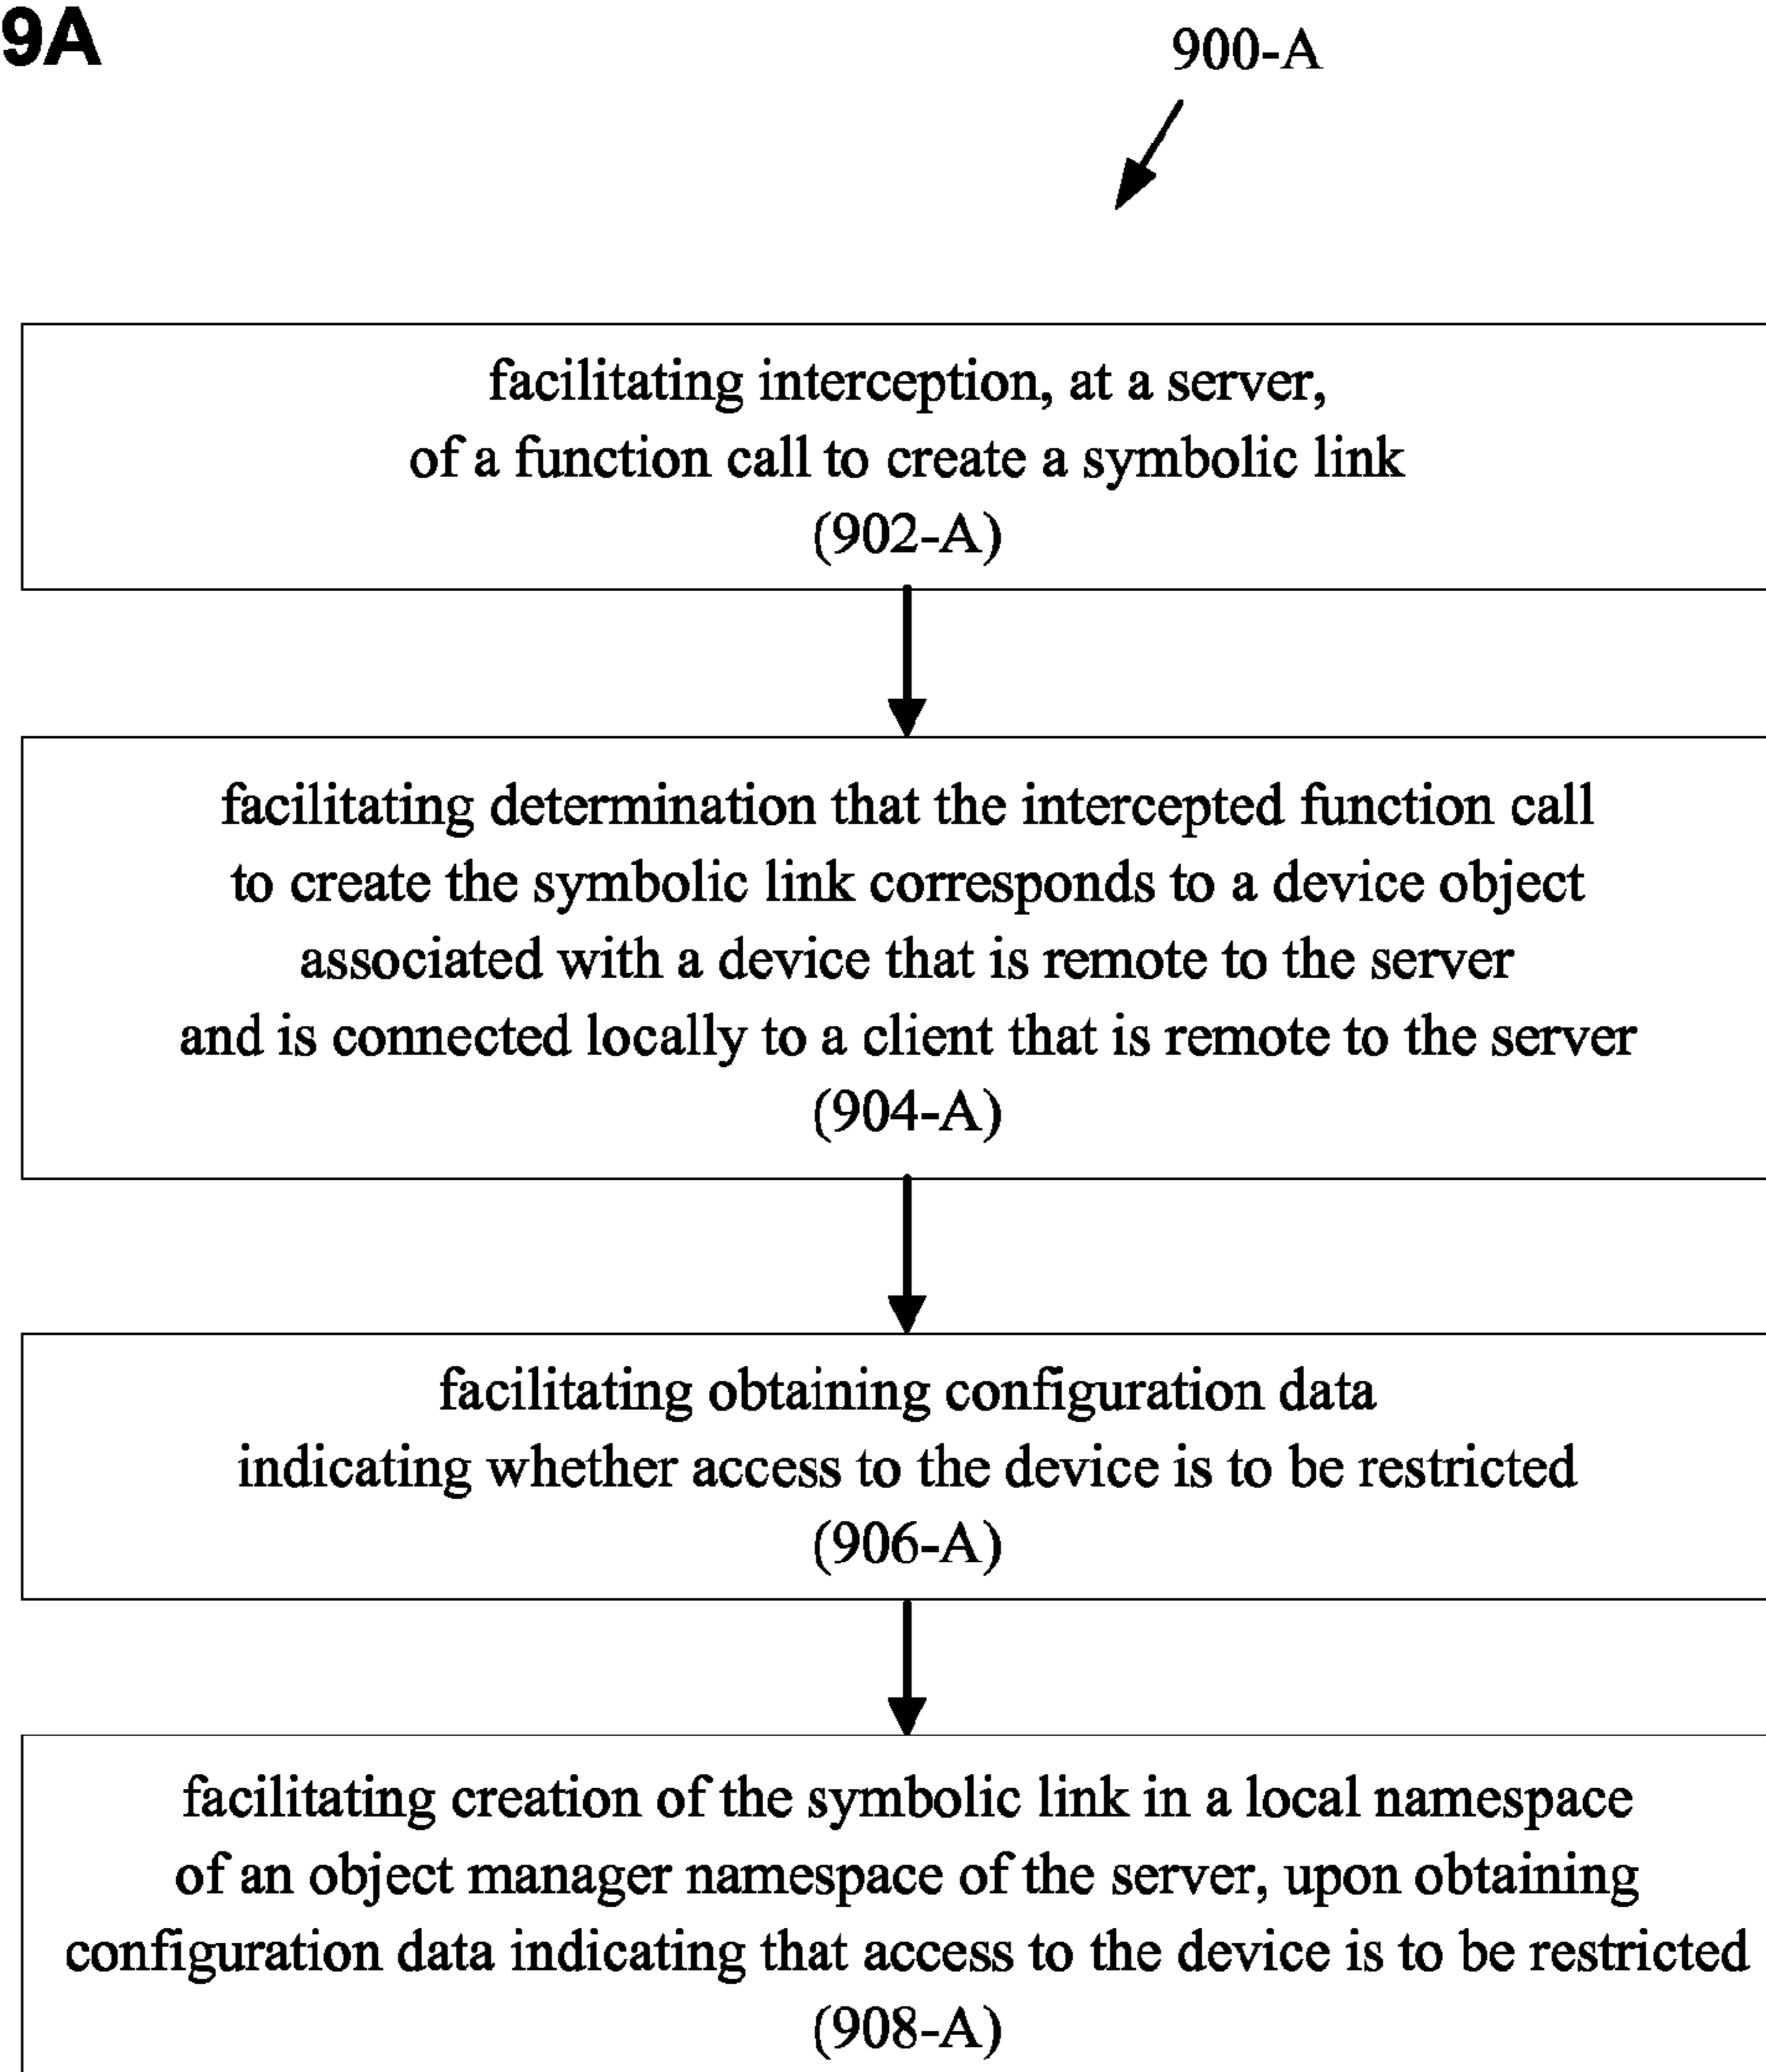 9A
900-A
facilitating interception, at a server,
of a function call to create a symbolic link
(902-A)
facilitating determination that the intercepted function call
to create the symbolic link corresponds to a device object
associated with a device that is remote to the server
and is connected locally to a client that is remote to the server
(904-A)
facilitating obtaining configuration data
indicating whether access to the device is to be restricted
(906-A)
facilitating creation of the symbolic link in a local namespace
of an object manager namespace of the server, upon obtaining
configuration data indicating that access to the device is to be restricted
(908-A)